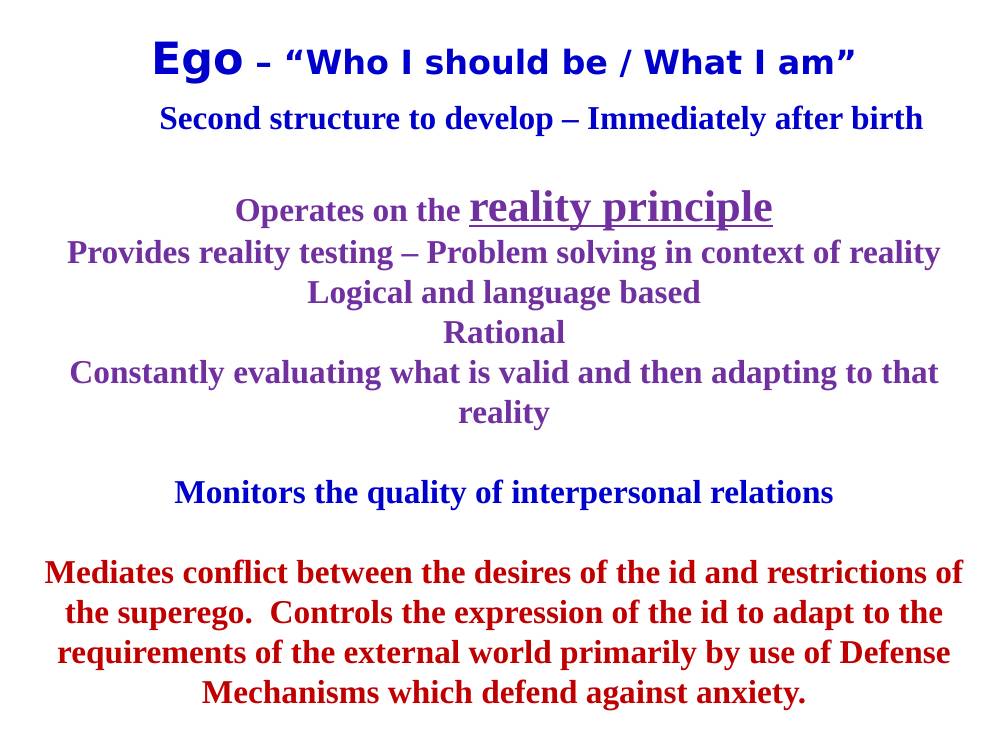 Ego – “Who I should be / What I am”
Second structure to develop – Immediately after birth
Operates on the reality principle
Provides reality testing – Problem solving in context of reality
Logical and language based
Rational
Constantly evaluating what is valid and then adapting to that
reality
Monitors the quality of interpersonal relations
Mediates conflict between the desires of the id and restrictions of
the superego.  Controls the expression of the id to adapt to the
requirements of the external world primarily by use of Defense
Mechanisms which defend against anxiety.